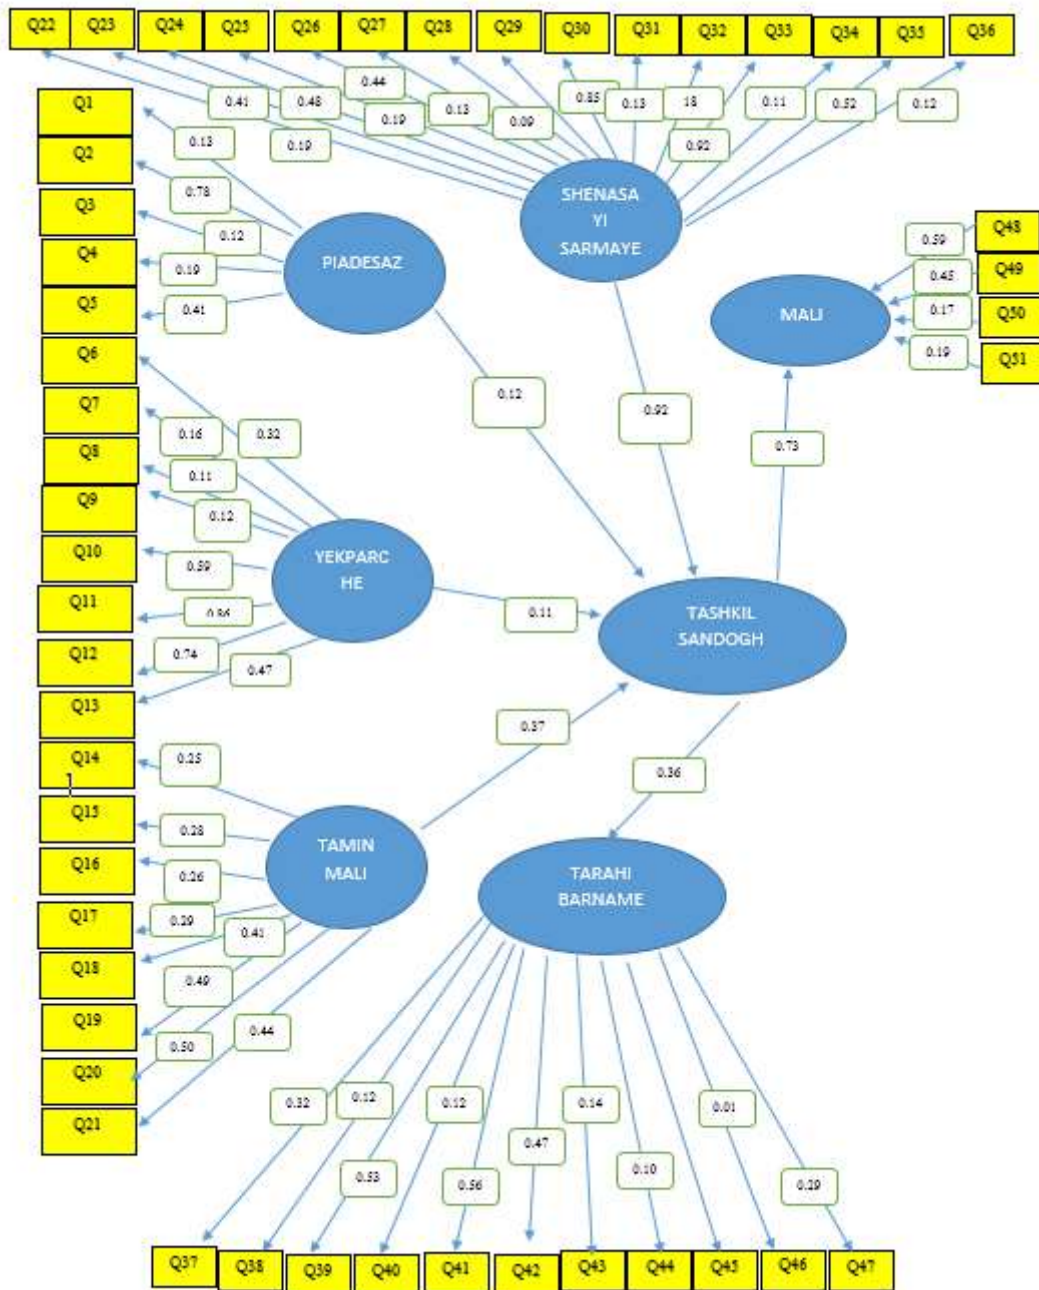 Q22 Q23 Q24 Q25 Q26 Q27 Q28 Q29 Q30 Q31 Q32 Q33 Q34 Q35 Q36
0.44
0.41 0.48 0.19 0.13 0.09 0.85 0.13 18 0.11 0.52 0.12
0.19 0.92
Q1
0.13
Q2
0.78
Q3
0.12
Q4
0.19
Q5
0.41
PIADESAZ
SHENASA
YI
SARMAYE
Q48
0.59
Q49
0.45
Q50
0.17
Q51
0.19
MALI
0.12
0.92
0.73
Q6
Q7
0.16
0.32
Q8
0.11
Q9
0.12
Q10
0.59
Q11
0.86
Q12
0.74
Q13
0.47
YEKPARC
HE
0.11
TASHKIL
SANDOGH
0.37
0.36
Q14
1
0.25
Q15
0.28
Q16
0.26
Q17
0.29
Q18
0.41
Q19
0.49
Q20
0.50
Q21
0.44
TAMIN
MALI
TARAHI
BARNAME
0.32 0.12 0.12 0.14 0.01
0.53 0.56 0.47 0.10 0.29
Q37 Q38 Q39 Q40 Q41 Q42 Q43 Q44 Q45 Q46 Q47